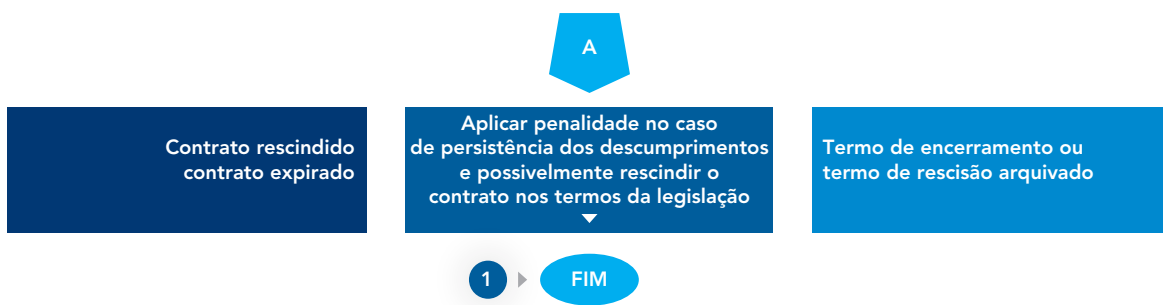 A
Contrato rescindido
contrato expirado
Aplicar penalidade no caso
de persistência dos descumprimentos
e possivelmente rescindir o
contrato nos termos da legislação
Termo de encerramento ou
termo de rescisão arquivado
1
FIM